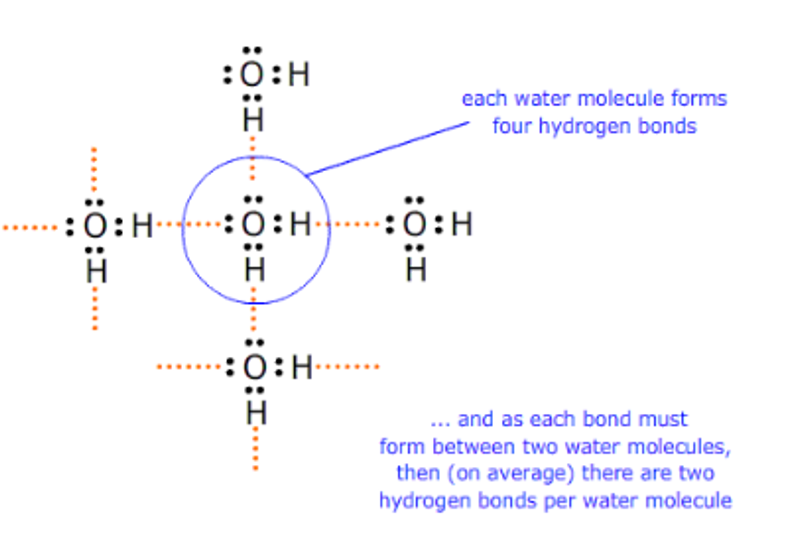 :Ö:H
H
each water molecule forms
four hydrogen bonds
:Ö:H :Ö:H :Ö:H
H H H
:Ö:H
H
... and as each bond must
form between two water molecules,
then (on average) there are two
hydrogen bonds per water molecule